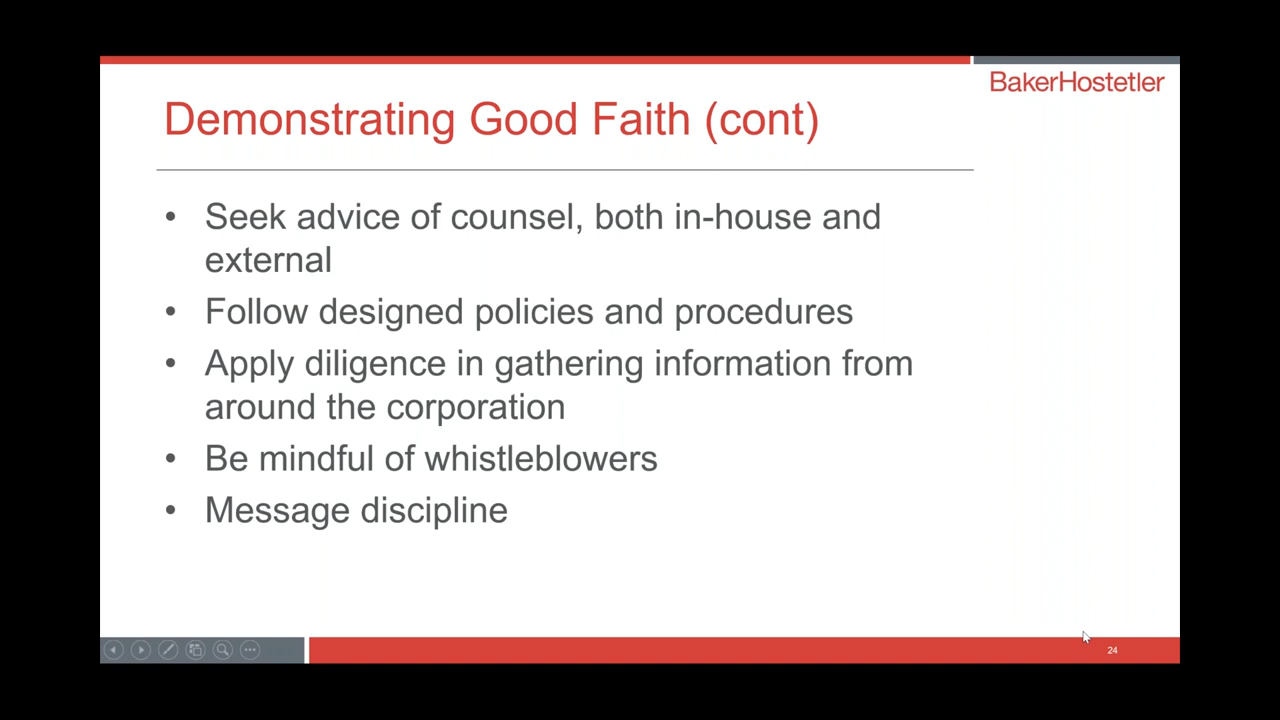 BakerHostetler
Demonstrating Good Faith (cont)
• Seek advice of counsel, both in-house and
external
• Follow designed policies and procedures
• Apply diligence in gathering information from
around the corporation
• Be mindful of whistleblowers
• Message discipline
24